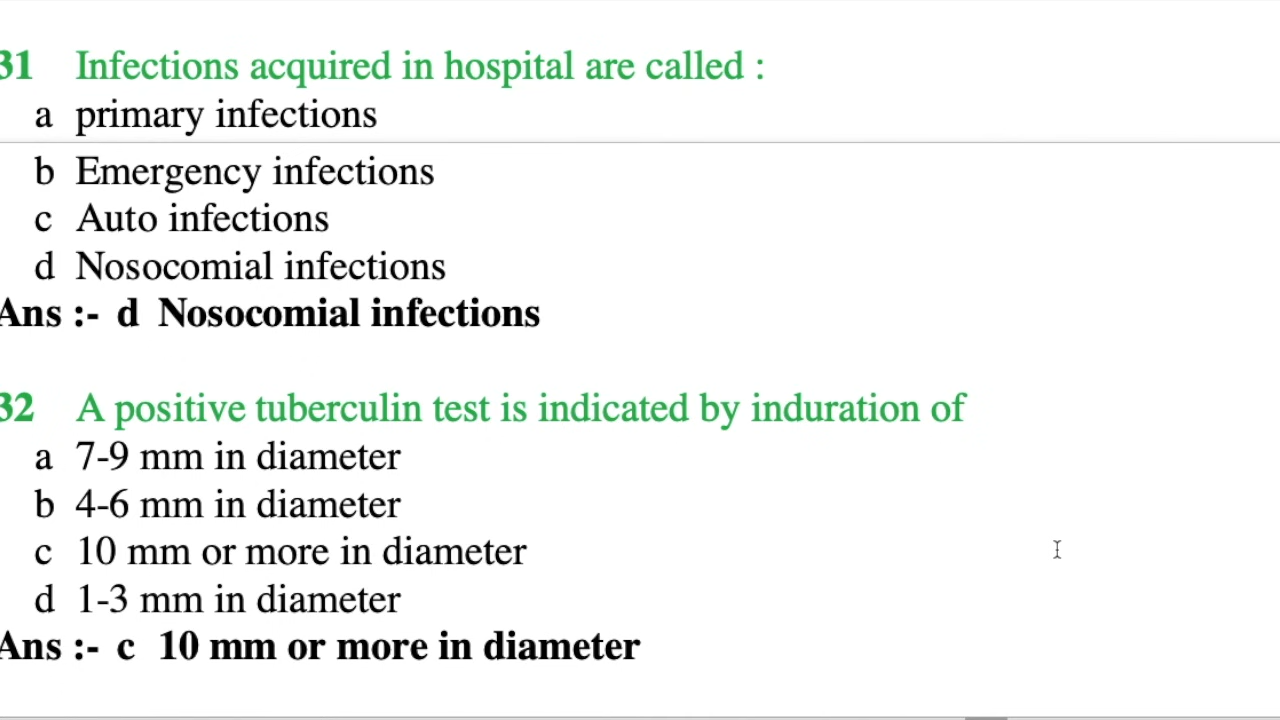 31 Infections acquired in hospital are called :
a primary infections
b Emergency infections
c Auto infections
d Nosocomial infections
Ans :- d Nosocomial infections
32 A positive tuberculin test is indicated by induration of
a 7-9 mm in diameter
b 4-6 mm in diameter
c 10 mm or more in diameter
d 1-3 mm in diameter
Ans :- c 10 mm or more in diameter